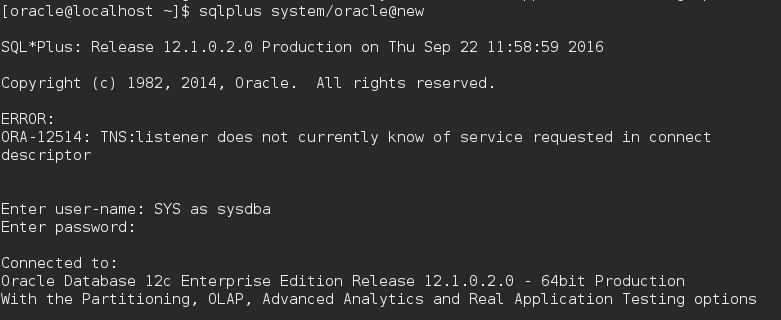 [oracle@localhost ~]$ sqlplus system/oracle@new
SQL*Plus: Release 12.1.0.2.0 Production on Thu Sep 22 11:58:59 2016
Copyright (c) 1982, 2014, Oracle.  All rights reserved.
ERROR:
ORA-12514: TNS:listener does not currently know of service requested in connect
descriptor
Enter user-name: SYS as sysdba
Enter password:
Connected to:
Oracle Database 12c Enterprise Edition Release 12.1.0.2.0 - 64bit Production
With the Partitioning, OLAP, Advanced Analytics and Real Application Testing options